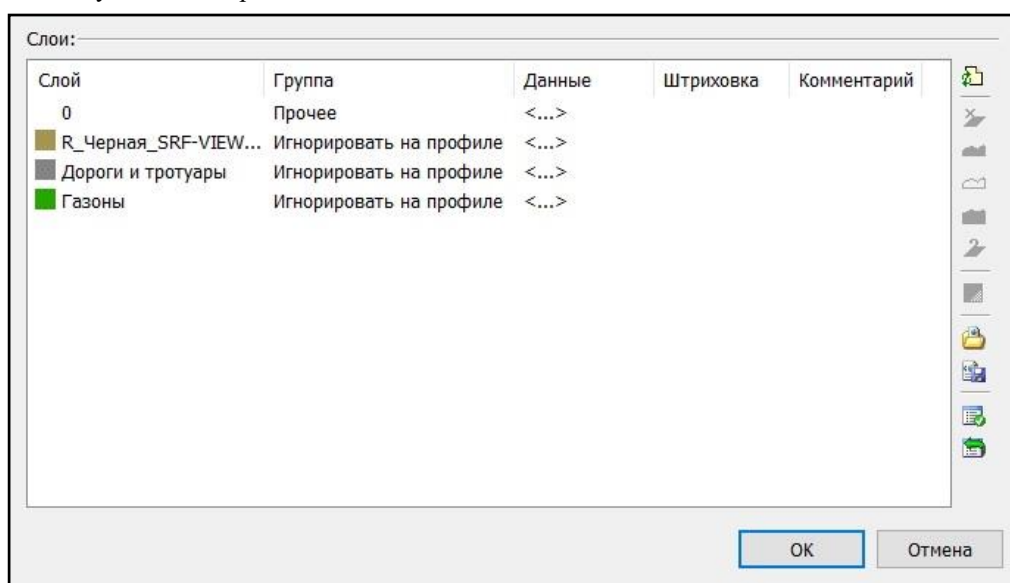 Слои:
Слой Группа Данные Штриховка Комментарий
0 Прочее <...>
R_Черная_SRF-VIEW... Игнорировать на профиле <...>
Дороги и тротуары Игнорировать на профиле <...>
Газоны Игнорировать на профиле <...>
ОК Отмена